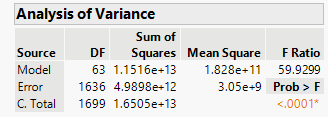 Analysis of Variance
Sum of
Source DF Squares Mean Square F Ratio
Model 63 1.1516e+13 1.828e+11 59.9299
Error 1636 4.9898e+12 3.05e+9 Prob > F
C. Total 1699 1.6505e+13 <.0001*